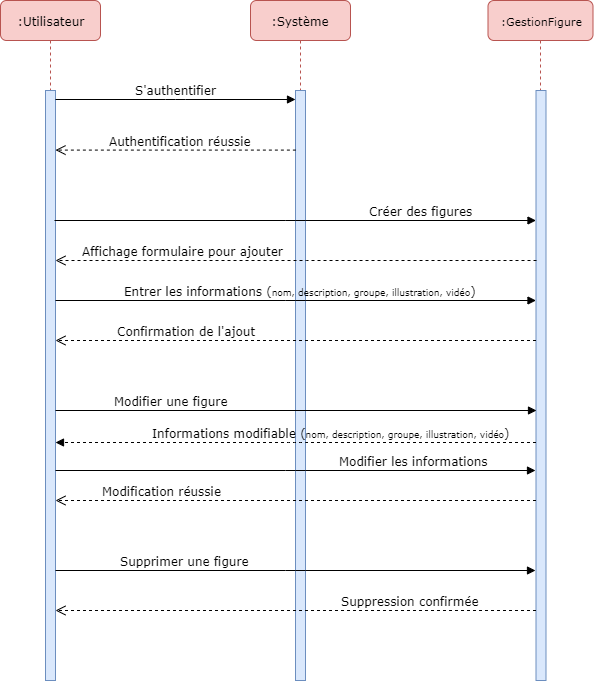 :Utilisateur
:Système
:GestionFigure
S'authentifier
Authentification réussie
Créer des figures
Affichage formulaire pour ajouter
Entrer les informations (nom, description, groupe, illustration, vidéo)
Confirmation de l'ajout
Modifier une figure
Informations modifiable (nom, description, groupe, illustration, vidéo)
Modifier les informations
Modification réussie
Supprimer une figure
Suppression confirmée